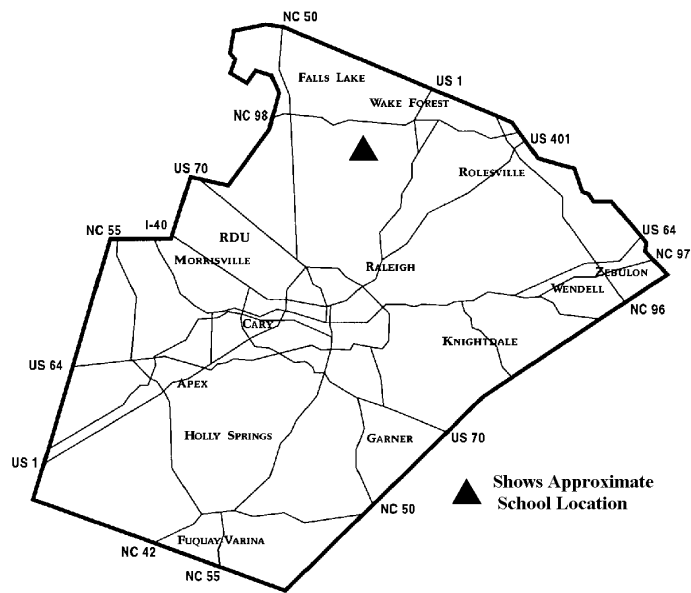 NC 50
FALLS LAKE
US 1
WAKE FOREST
NC 98
US 401
US 70
ROLESVILLE
NC 55
I-40
RDU
US 64
MORRISVILLE
RALEIGH
NC 97
ZEBULON
WENDELL
NC 96
CARY
KNIGHTDALE
US 64
APEX
HOLLY SPRINGS
GARNER
US 70
US 1
Shows Approximate
School Location
NC 50
FUQUAY VARINA
NC 42
NC 55